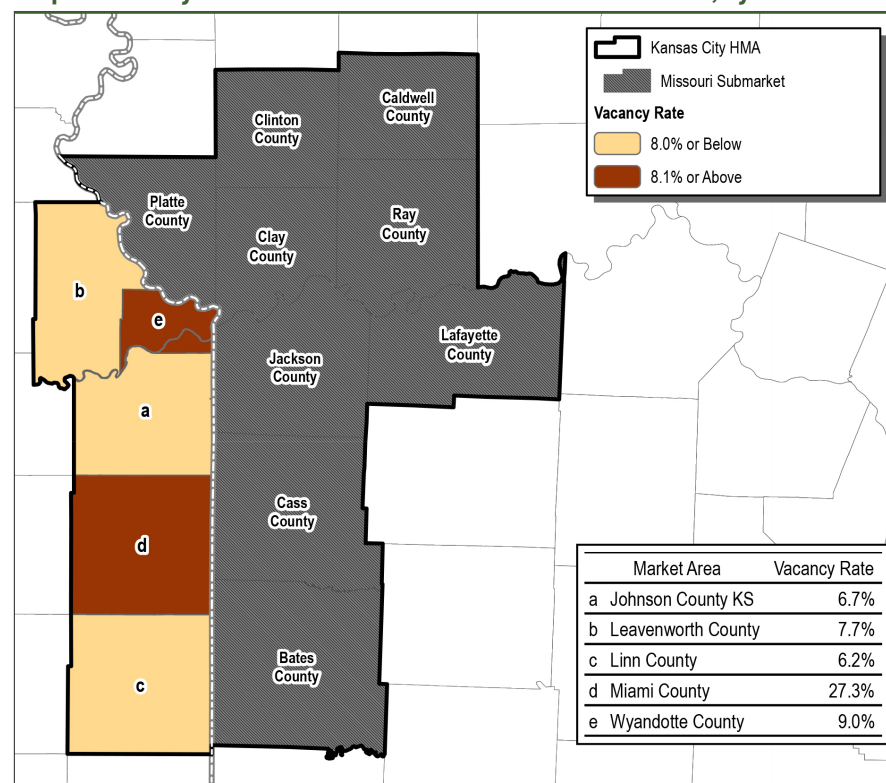 Kansas City HMA
Missouri Submarket
Vacancy Rate
8.0% or Below
8.1% or Above
Caldwell
County
Clinton
County
Platte
County
Ray
County
Clay
County
b
e
Lafayette
County
Jackson
County
a
Cass
County
d
Bates
County
c
Market Area Vacancy Rate
a Johnson County KS 6.7%
b Leavenworth County 7.7%
c Linn County 6.2%
d Miami County 27.3%
e Wyandotte County 9.0%